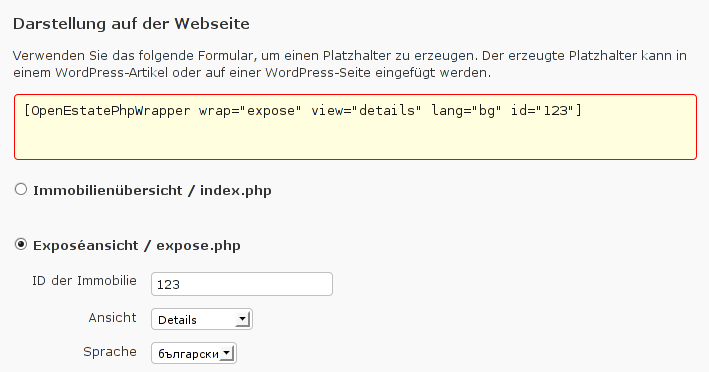 Darstellung auf der Webseite
Verwenden Sie das folgende Formular, um einen Platzhalter zu erzeugen. Der erzeugte Platzhalter kann in
einem WordPress-Artikel oder auf einer WordPress-Seite eingefügt werden.
[OpenEstatePhpWrapper wrap="expose" view="details" lang="bg" id="123"]
Immobilienübersicht / index.php
Exposéansicht / expose.php
ID der Immobilie 123
Ansicht Details
Sprache български